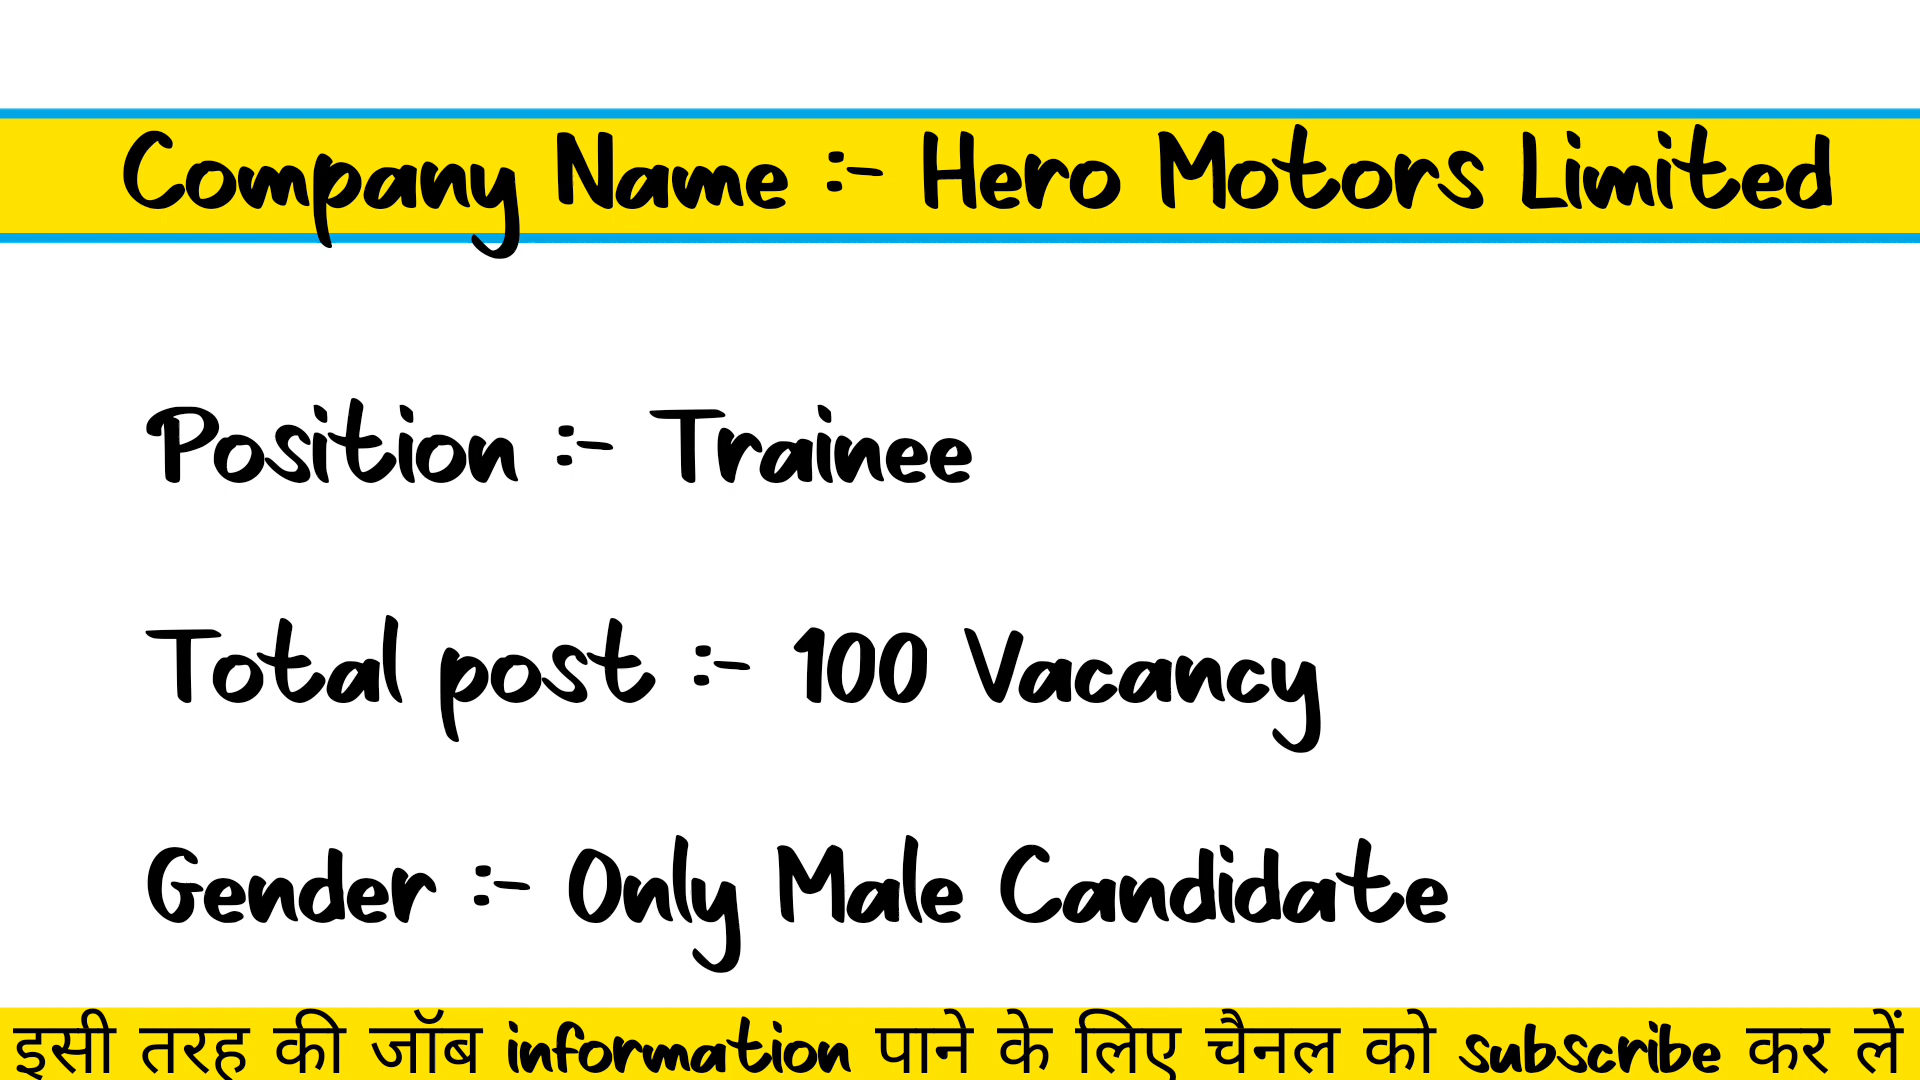 Company Name :- Hero Motors Limited
Position :- Trainee
Total post :- 100 Vacancy
Gender :- Only Male Candidate
इसी तरह की जॉब information पाने के लिए चैनल को subscribe कर लें